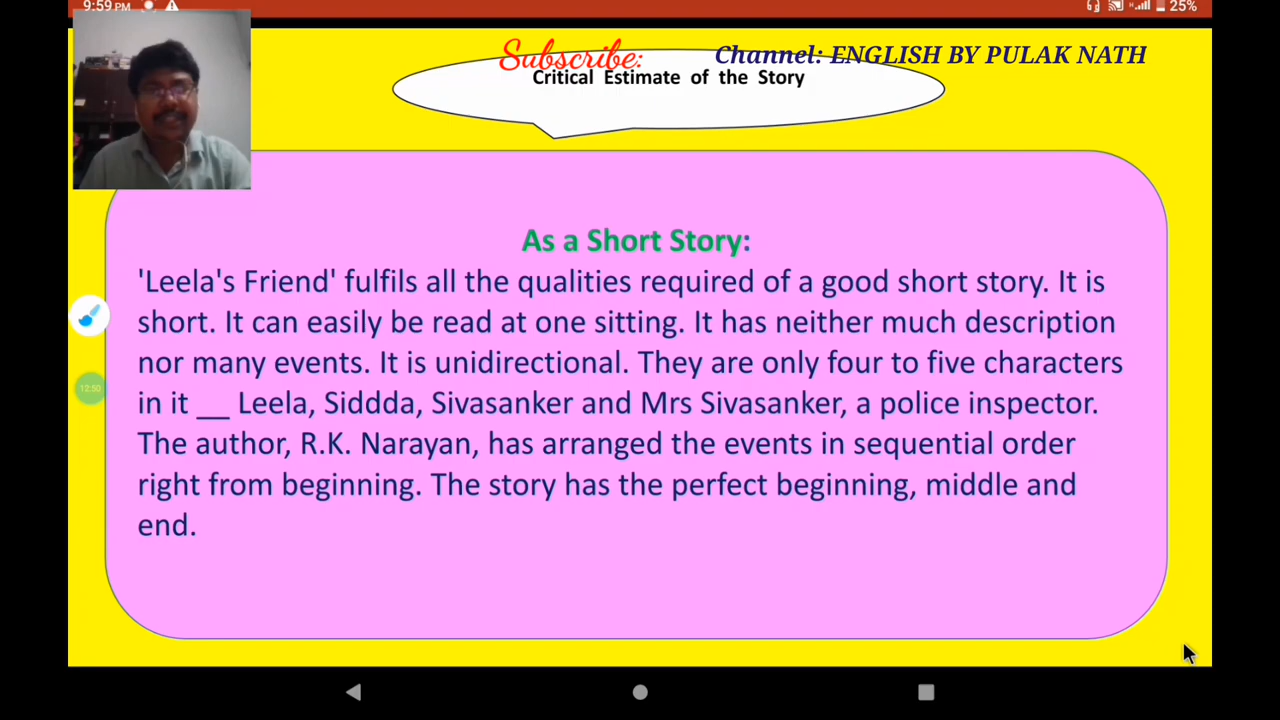 9:59 PM
25%
Subscribe:
Channel: ENGLISH BY PULAK NATH
Critical Estimate of the Story
As a Short Story:
'Leela's Friend' fulfils all the qualities required of a good short story. It is
short. It can easily be read at one sitting. It has neither much description
nor many events. It is unidirectional. They are only four to five characters
in it __ Leela, Siddda, Sivasanker and Mrs Sivasanker, a police inspector.
The author, R.K. Narayan, has arranged the events in sequential order
right from beginning. The story has the perfect beginning, middle and
end.
12:50